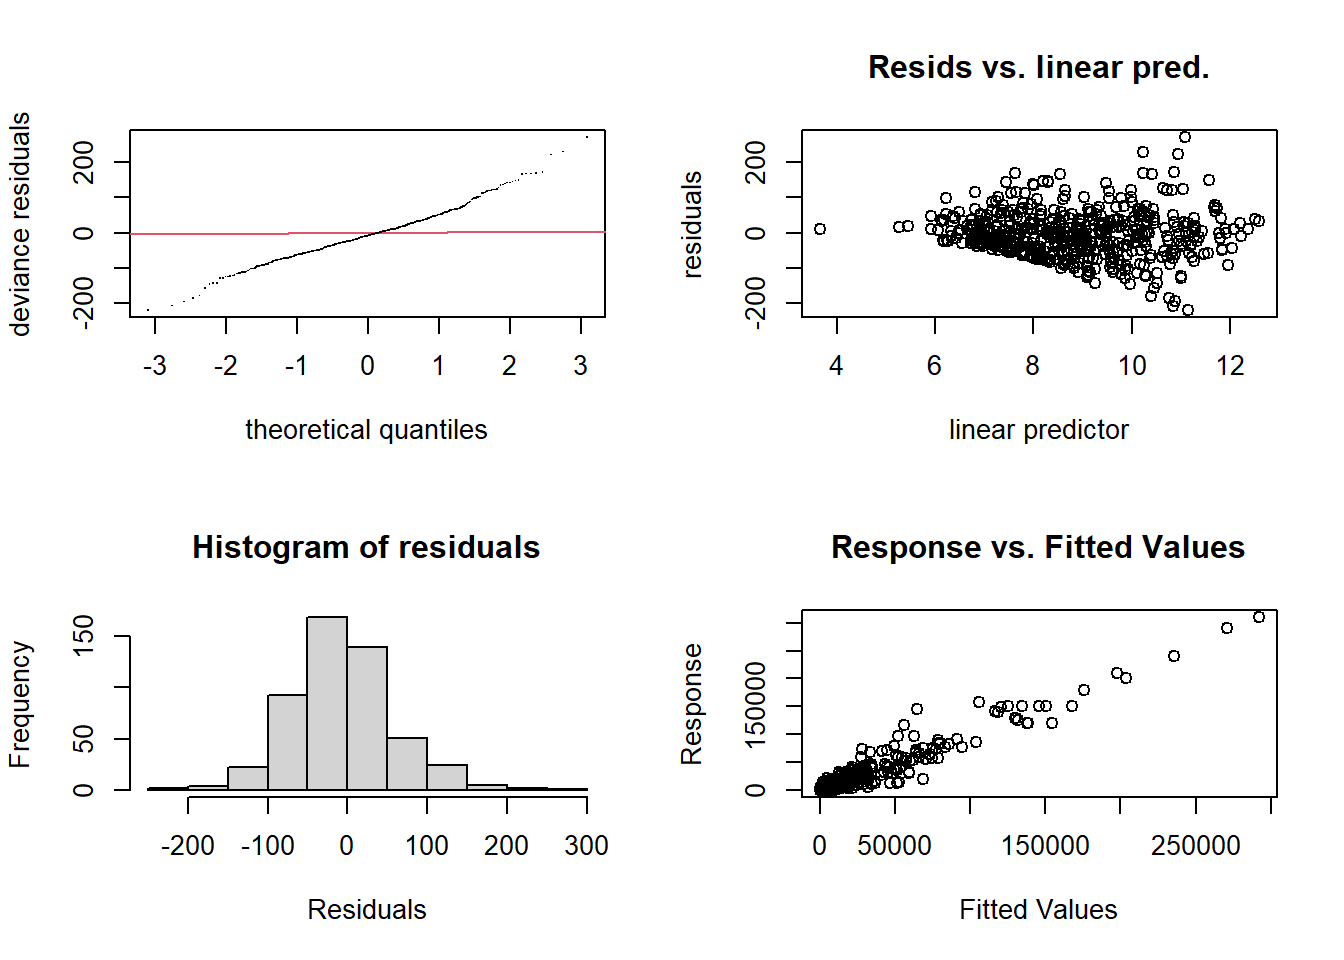 deviance residuals
200
0
-200
-3 -2 -1 0 1 2 3
theoretical quantiles
Resids vs. linear pred.
residuals
200
0
-200
4 6 8 10 12
linear predictor
Histogram of residuals
Frequency
150
50
0
-200 -100 0 100 200 300
Residuals
Response vs. Fitted Values
Response
150000
0
0 50000 150000 250000
Fitted Values